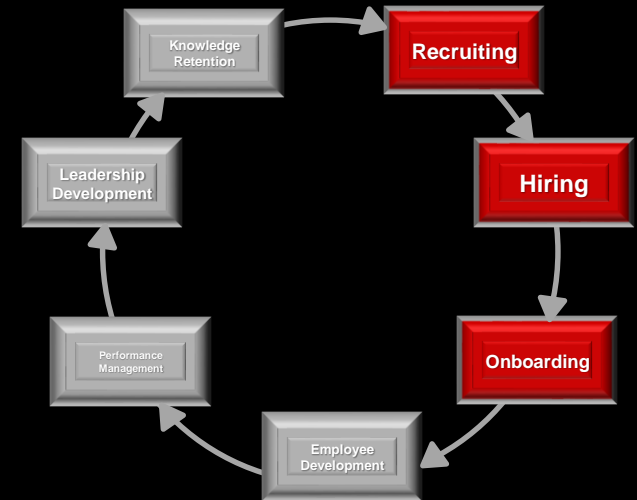 Knowledge
Retention
Recruiting
Hiring
Onboarding
Employee
Development
Performance
Management
Leadership
Development